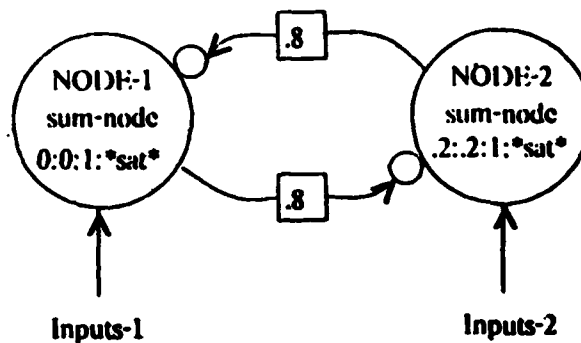 .8
NODE-1
sum-node
0:0:1:*sat*
NODE-2
sum-node
.2:.2:1:*sat*
.8
Inputs-1
Inputs-2